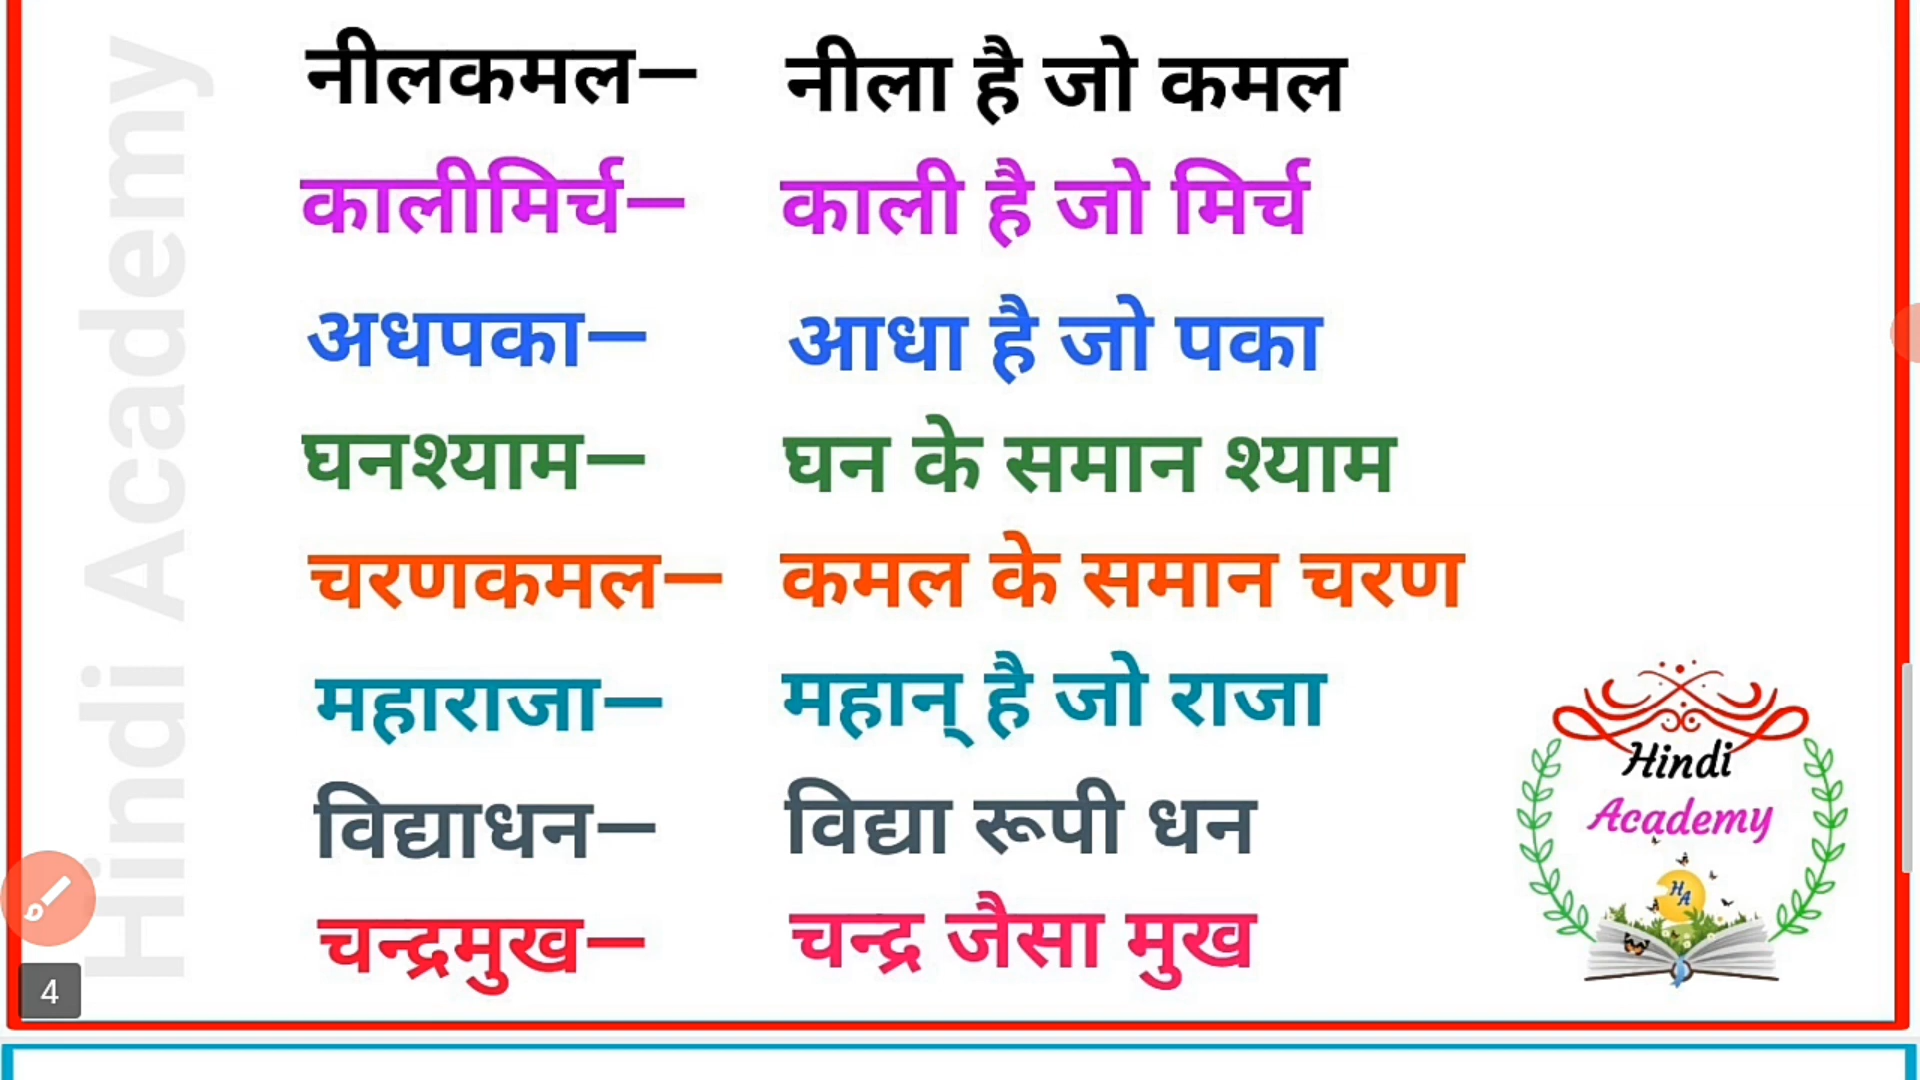 नीलकमल– नीला है जो कमल
कालीमिर्च– काली है जो मिर्च
अधपका– आधा है जो पका
घनश्याम– घन के समान श्याम
चरणकमल– कमल के समान चरण
महाराजा– महान् है जो राजा
विद्याधन– विद्या रूपी धन
चन्द्रमुख– चन्द्र जैसा मुख
Hindi Academy
Hindi
Academy
HA
4